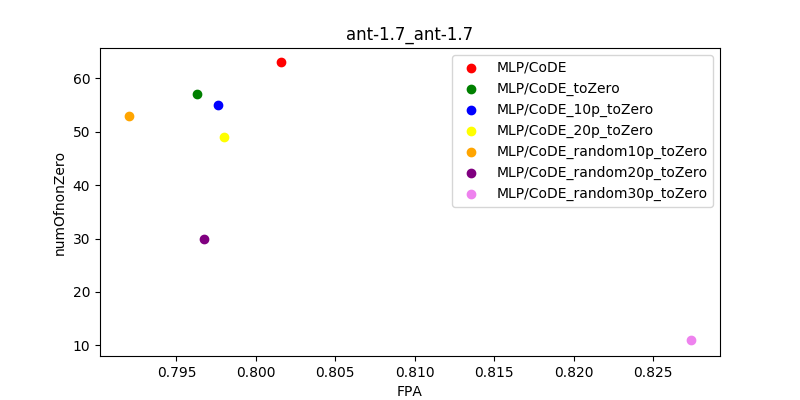 ant-1.7_ant-1.7
numOfnonZero
60
50
40
30
20
10
MLP/CoDE
MLP/CoDE_toZero
MLP/CoDE_10p_toZero
MLP/CoDE_20p_toZero
MLP/CoDE_random10p_toZero
MLP/CoDE_random20p_toZero
MLP/CoDE_random30p_toZero
0.795 0.800 0.805 0.810 0.815 0.820 0.825
FPA